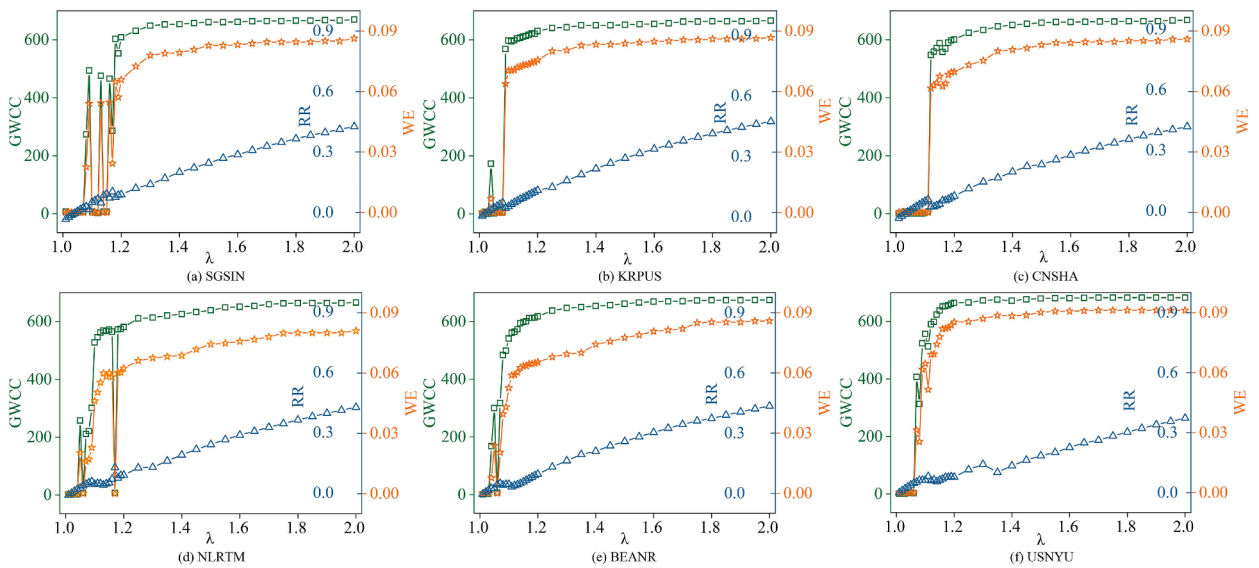 600
400
200
0
GWCC
0.9
0.6
0.3
0.0
RR
0.09
0.06
0.03
0.00
WE
1.0 1.2 1.4 1.6 1.8 2.0
λ
(a) SGSIN
600
400
200
0
GWCC
0.9
0.6
0.3
0.0
RR
0.09
0.06
0.03
0.00
WE
1.0 1.2 1.4 1.6 1.8 2.0
λ
(b) KRPUS
600
400
200
0
GWCC
0.9
0.6
0.3
0.0
RR
0.09
0.06
0.03
0.00
WE
1.0 1.2 1.4 1.6 1.8 2.0
λ
(c) CNSHA
600
400
200
0
GWCC
0.9
0.6
0.3
0.0
RR
0.09
0.06
0.03
0.00
WE
1.0 1.2 1.4 1.6 1.8 2.0
λ
(d) NLRTM
600
400
200
0
GWCC
0.9
0.6
0.3
0.0
RR
0.09
0.06
0.03
0.00
WE
1.0 1.2 1.4 1.6 1.8 2.0
λ
(e) BEANR
600
400
200
0
GWCC
0.9
0.6
0.3
0.0
RR
0.09
0.06
0.03
0.00
WE
1.0 1.2 1.4 1.6 1.8 2.0
λ
(f) USNYU